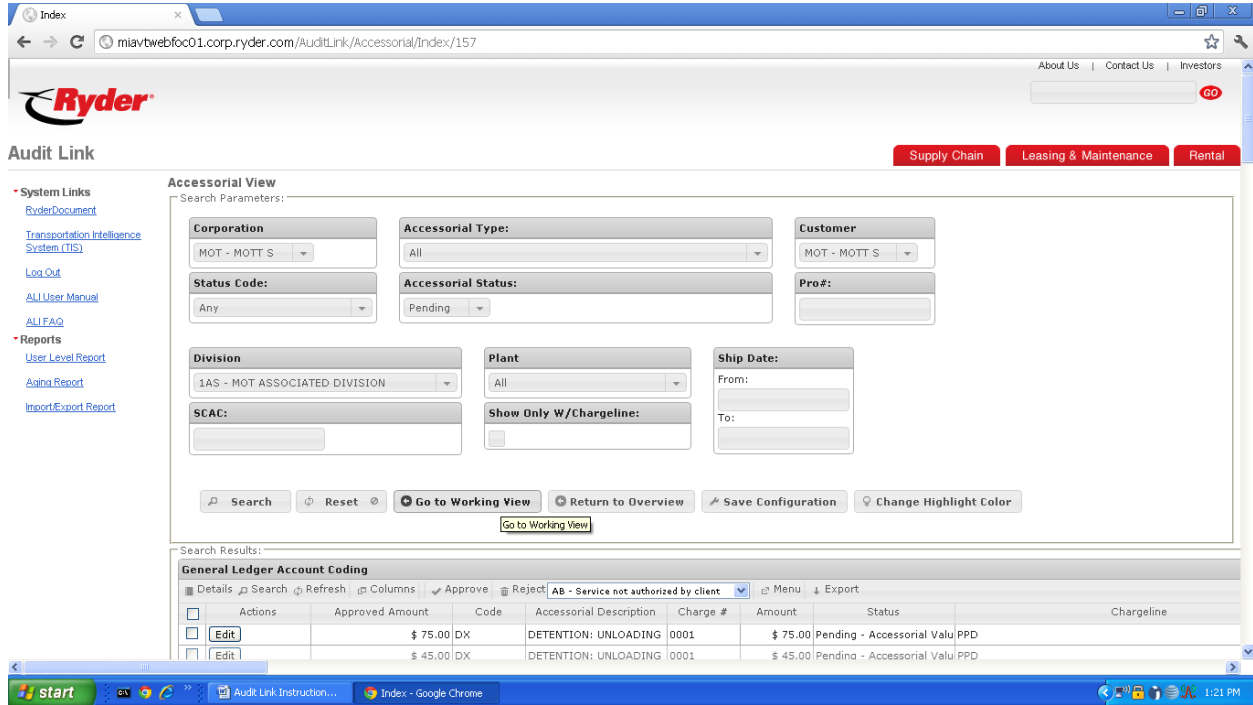 Index
miavtwebfoc01.corp.ryder.com/AuditLink/Accessorial/Index/157
About Us | Contact Us | Investors
Ryder
GO
Audit Link
Supply Chain
Leasing & Maintenance
Rental
System Links
RyderDocument
Transportation Intelligence
System (TIS)
Log Out
ALI User Manual
ALI FAQ
Reports
User Level Report
Aging Report
Import/Export Report
Accessorial View
Search Parameters:
Corporation
MOT - MOTT S
Accessorial Type:
All
Customer
MOT - MOTT S
Status Code:
Any
Accessorial Status:
Pending
Pro#:
Division
1AS - MOT ASSOCIATED DIVISION
Plant
All
Ship Date:
From:
To:
SCAC:
Show Only W/Chargeline:
Search
Reset
Go to Working View
Return to Overview
Save Configuration
Change Highlight Color
Go to Working View
Search Results:
General Ledger Account Coding
Details Search Refresh Columns Approve Reject AB - Service not authorized by client Menu Export
Actions Approved Amount Code Accessorial Description Charge # Amount Status Chargeline
Edit $ 75.00 DX DETENTION: UNLOADING 0001 $ 75.00 Pending - Accessorial Valu PPD
Edit $ 45.00 DX DETENTION: UNLOADING 0001 $ 45.00 Pending - Accessorial Valu PPD
start
Audit Link Instruction...
Index - Google Chrome
1:21 PM